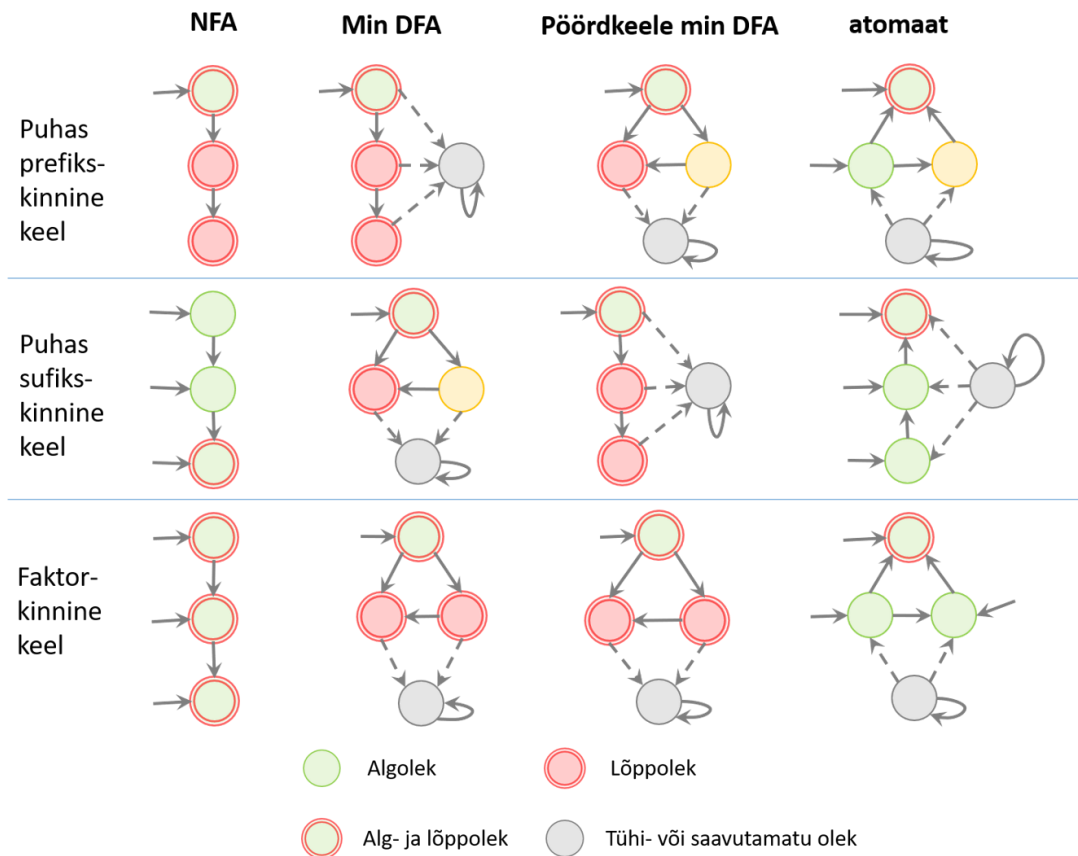 NFA
Min DFA
Pöördkeele min DFA
atomaat
Puhas
prefiks-
kinnine
keel
Puhas
sufiks-
kinnine
keel
Faktor-
kinnine
keel
Algolek
Lõppolek
Alg- ja lõppolek
Tühi- või saavutamatu olek